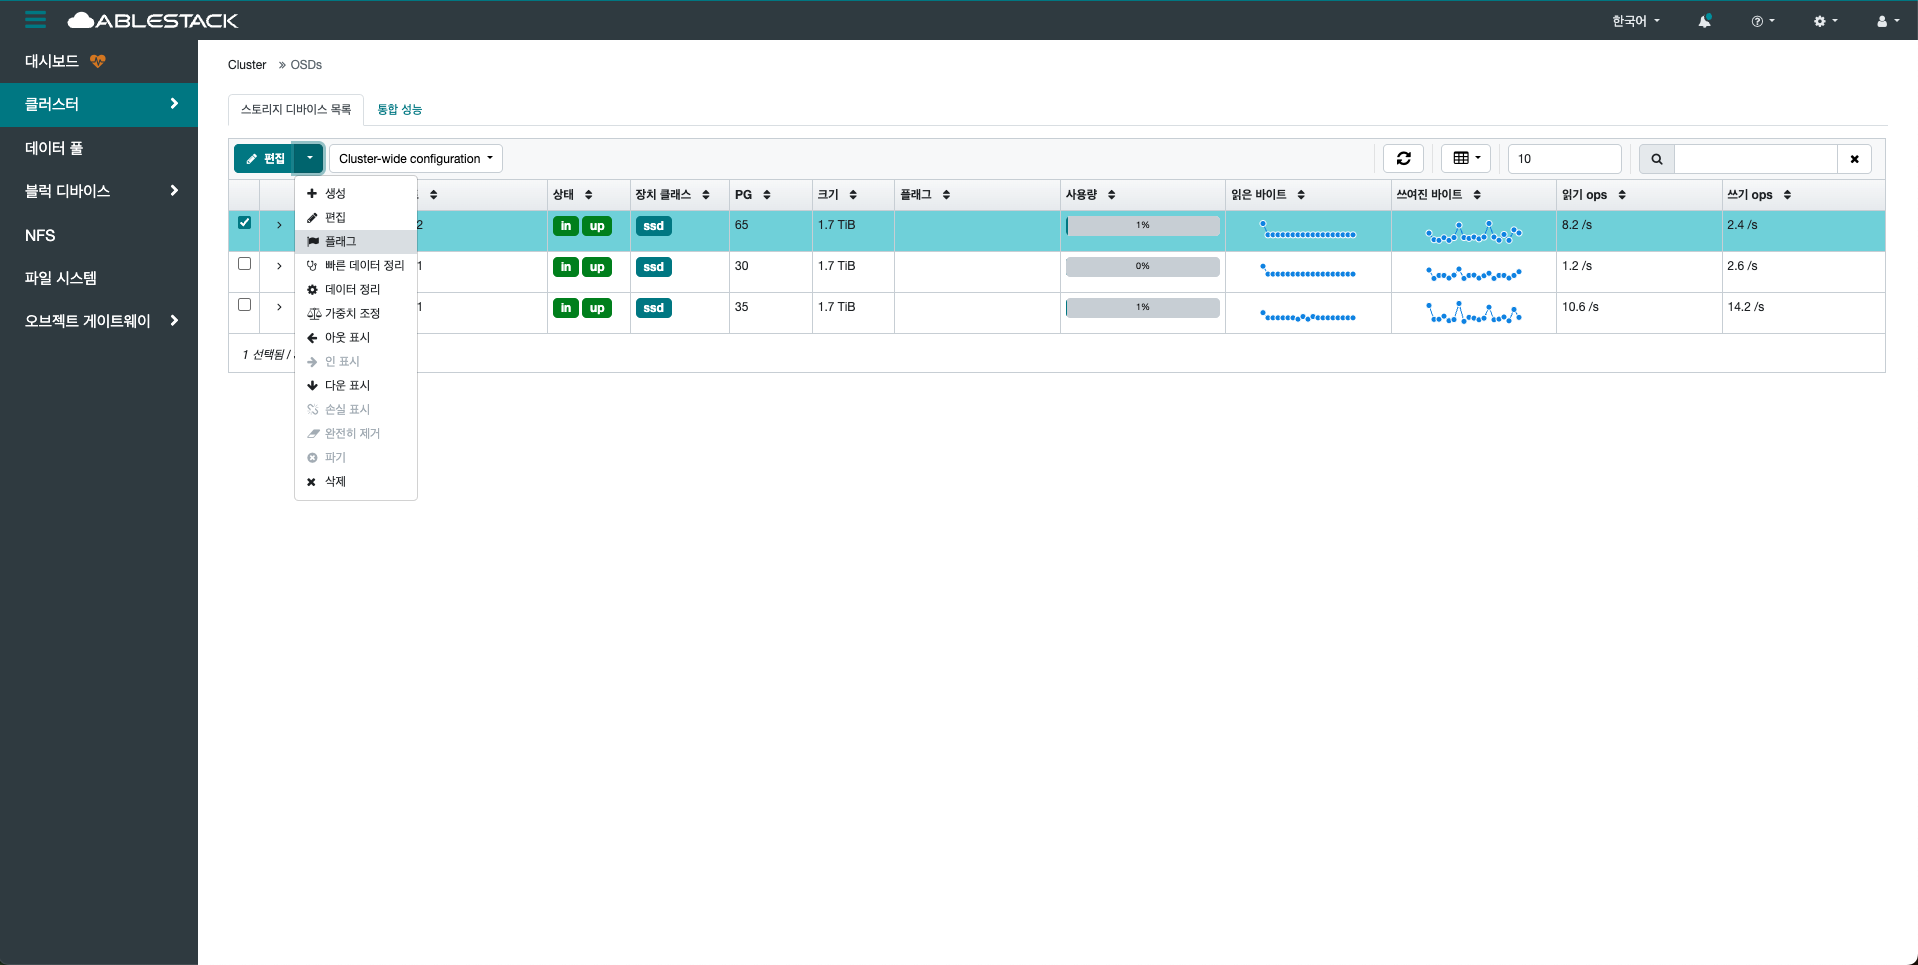 ABLESTACK
한국어
대시보드
클러스터
데이터 풀
블럭 디바이스
NFS
파일 시스템
오브젝트 게이트웨이
Cluster » OSDs
스토리지 디바이스 목록
통합 성능
편집
Cluster-wide configuration
10
상태
장치 클래스
PG
크기
플래그
사용량
읽은 바이트
쓰여진 바이트
읽기 ops
쓰기 ops
2
in up
ssd
65
1.7 TiB
1%
8.2 /s
2.4 /s
1
in up
ssd
30
1.7 TiB
0%
1.2 /s
2.6 /s
1
in up
ssd
35
1.7 TiB
1%
10.6 /s
14.2 /s
1 선택됨 /
생성
편집
플래그
빠른 데이터 정리
데이터 정리
가중치 조정
아웃 표시
인 표시
다운 표시
손실 표시
완전히 제거
파기
삭제